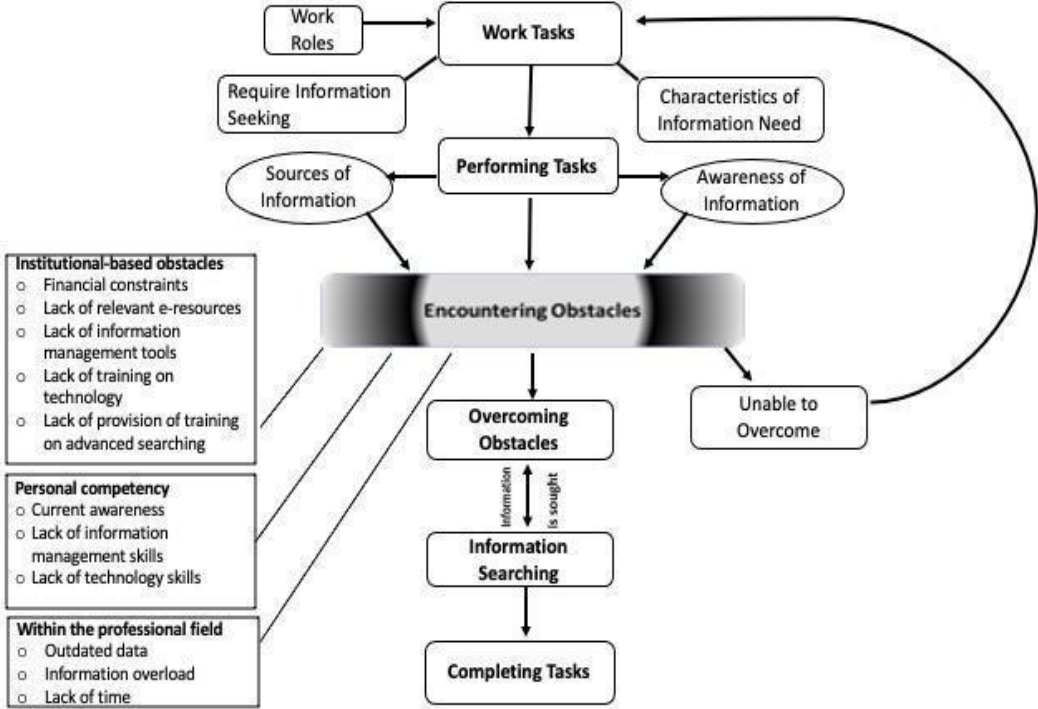 Work
Roles
Work Tasks
Require Information
Seeking
Characteristics of
Information Need
Performing Tasks
Sources of
Information
Awareness of
Information
Encountering Obstacles
Institutional-based obstacles
o Financial constraints
o Lack of relevant e-resources
o Lack of information
management tools
o Lack of training on
technology
o Lack of provision of training
on advanced searching
Personal competency
o Current awareness
o Lack of information
management skills
o Lack of technology skills
Within the professional field
o Outdated data
o Information overload
o Lack of time
Overcoming
Obstacles
Unable to
Overcome
Information
is sought
Information
Searching
Completing Tasks